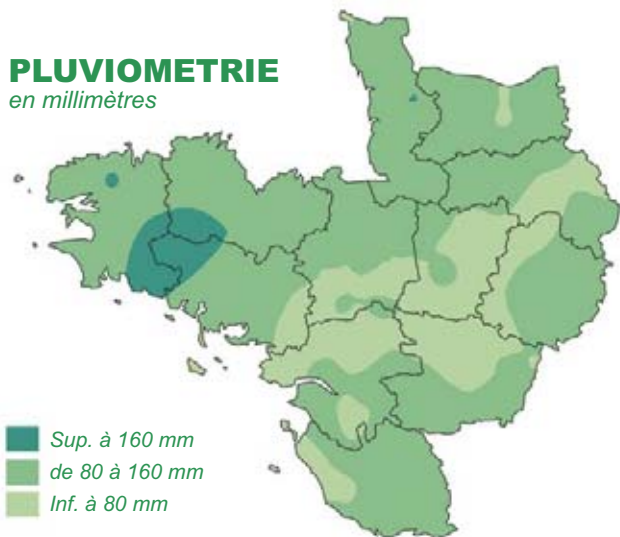 PLUVIOMETRIE
en millimètres
Sup. à 160 mm
de 80 à 160 mm
Inf. à 80 mm